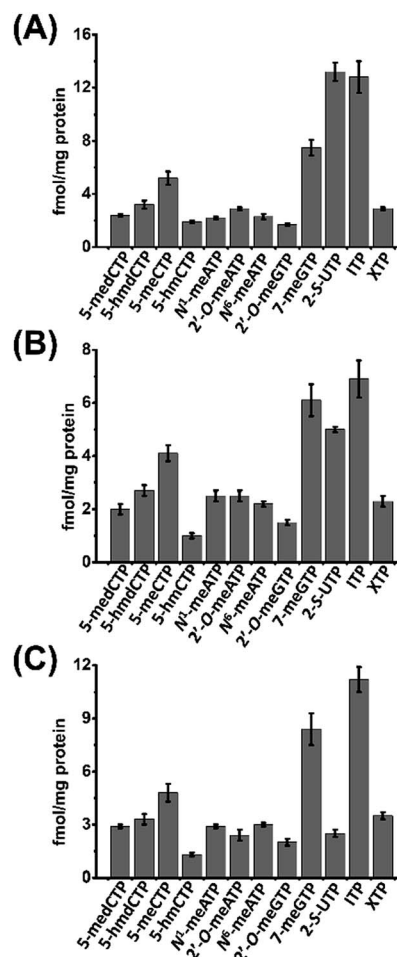 (A)
fmol/mg protein
16
12
8
4
0
5-medCTP
5-hmdCTP
5-meCTP
5-hmCTP
N¹-meATP
2'-O-meATP
N⁶-meATP
2'-O-meGTP
7-meGTP
2-S-UTP
ITP
XTP
(B)
fmol/mg protein
8
6
4
2
0
5-medCTP
5-hmdCTP
5-meCTP
5-hmCTP
N¹-meATP
2'-O-meATP
N⁶-meATP
2'-O-meGTP
7-meGTP
2-S-UTP
ITP
XTP
(C)
fmol/mg protein
12
9
6
3
0
5-medCTP
5-hmdCTP
5-meCTP
5-hmCTP
N¹-meATP
2'-O-meATP
N⁶-meATP
2'-O-meGTP
7-meGTP
2-S-UTP
ITP
XTP